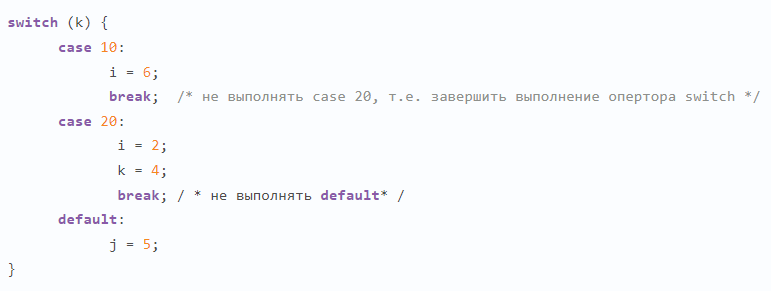 switch (k) {
case 10:
i = 6;
break; /* не выполнять case 20, т.е. завершить выполнение опертора switch */
case 20:
i = 2;
k = 4;
break; / * не выполнять default* /
default:
j = 5;
}